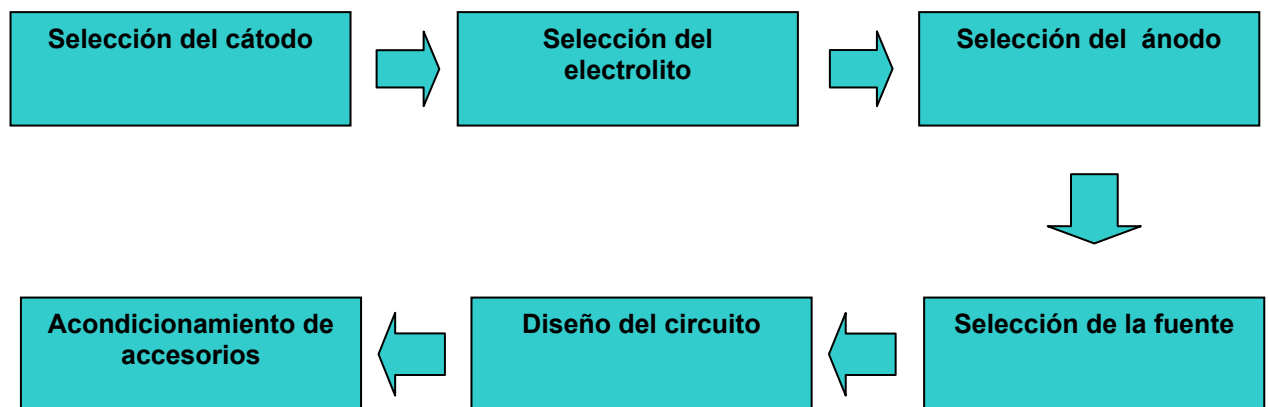 Selección del cátodo
Selección del
electrolito
Selección del ánodo
Selección de la fuente
Diseño del circuito
Acondicionamiento de
accesorios